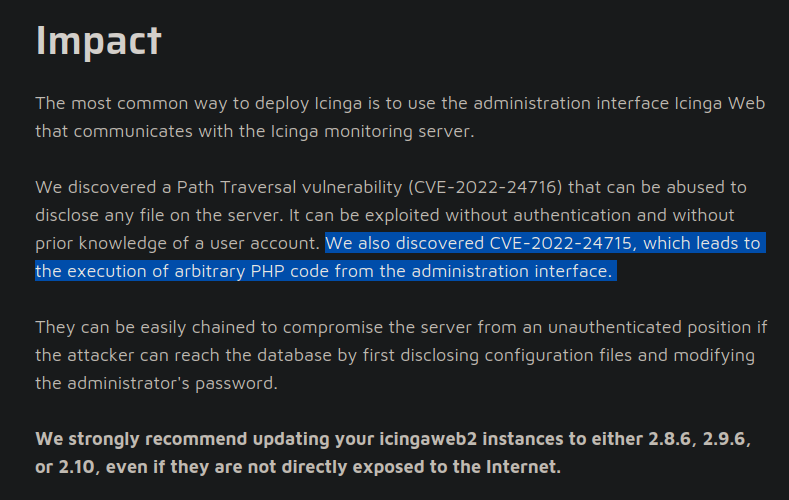 Impact
The most common way to deploy Icinga is to use the administration interface Icinga Web
that communicates with the Icinga monitoring server.
We discovered a Path Traversal vulnerability (CVE-2022-24716) that can be abused to
disclose any file on the server. It can be exploited without authentication and without
prior knowledge of a user account. We also discovered CVE-2022-24715, which leads to
the execution of arbitrary PHP code from the administration interface.
They can be easily chained to compromise the server from an unauthenticated position if
the attacker can reach the database by first disclosing configuration files and modifying
the administrator's password.
We strongly recommend updating your icingaweb2 instances to either 2.8.6, 2.9.6,
or 2.10, even if they are not directly exposed to the Internet.